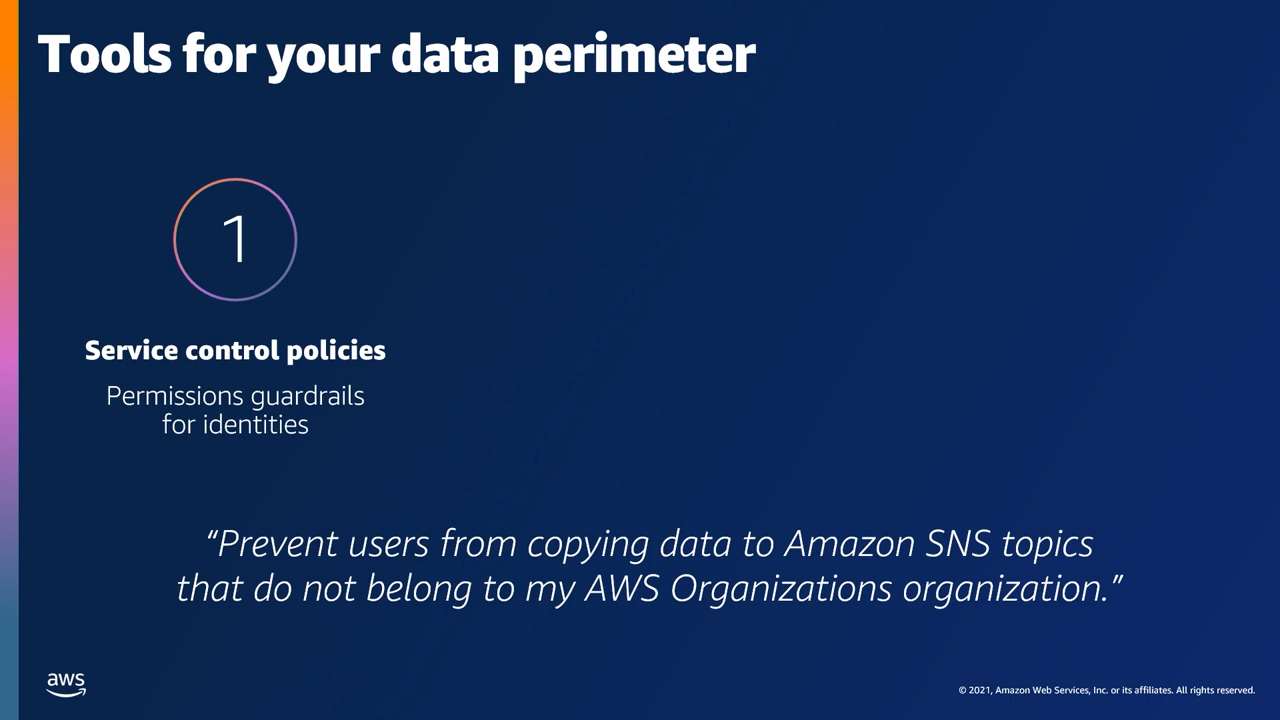 Tools for your data perimeter
1
Service control policies
Permissions guardrails
for identities
“Prevent users from copying data to Amazon SNS topics
that do not belong to my AWS Organizations organization.”
aws
© 2021, Amazon Web Services, Inc. or its affiliates. All rights reserved.